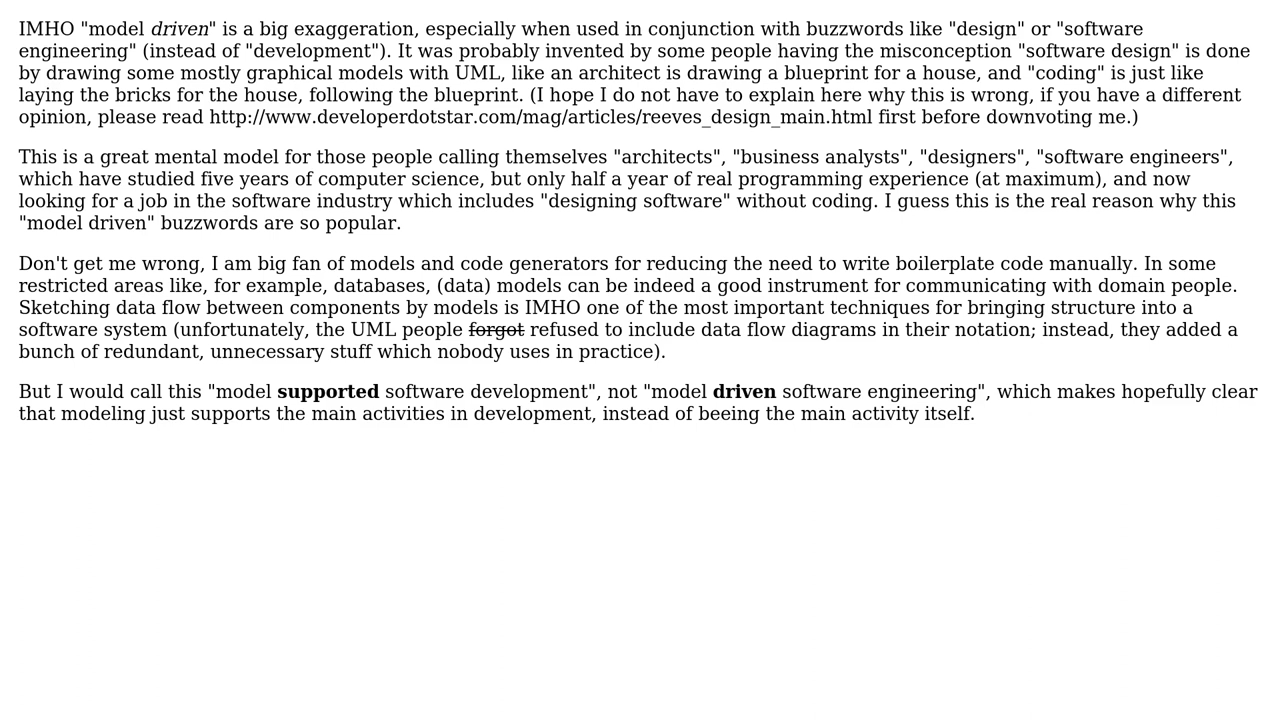 IMHO "model driven" is a big exaggeration, especially when used in conjunction with buzzwords like "design" or "software
engineering" (instead of "development"). It was probably invented by some people having the misconception "software design" is done
by drawing some mostly graphical models with UML, like an architect is drawing a blueprint for a house, and "coding" is just like
laying the bricks for the house, following the blueprint. (I hope I do not have to explain here why this is wrong, if you have a different
opinion, please read http://www.developerdotstar.com/mag/articles/reeves_design_main.html first before downvoting me.)
This is a great mental model for those people calling themselves "architects", "business analysts", "designers", "software engineers",
which have studied five years of computer science, but only half a year of real programming experience (at maximum), and now
looking for a job in the software industry which includes "designing software" without coding. I guess this is the real reason why this
"model driven" buzzwords are so popular.
Don't get me wrong, I am big fan of models and code generators for reducing the need to write boilerplate code manually. In some
restricted areas like, for example, databases, (data) models can be indeed a good instrument for communicating with domain people.
Sketching data flow between components by models is IMHO one of the most important techniques for bringing structure into a
software system (unfortunately, the UML people forgot refused to include data flow diagrams in their notation; instead, they added a
bunch of redundant, unnecessary stuff which nobody uses in practice).
But I would call this "model supported software development", not "model driven software engineering", which makes hopefully clear
that modeling just supports the main activities in development, instead of beeing the main activity itself.